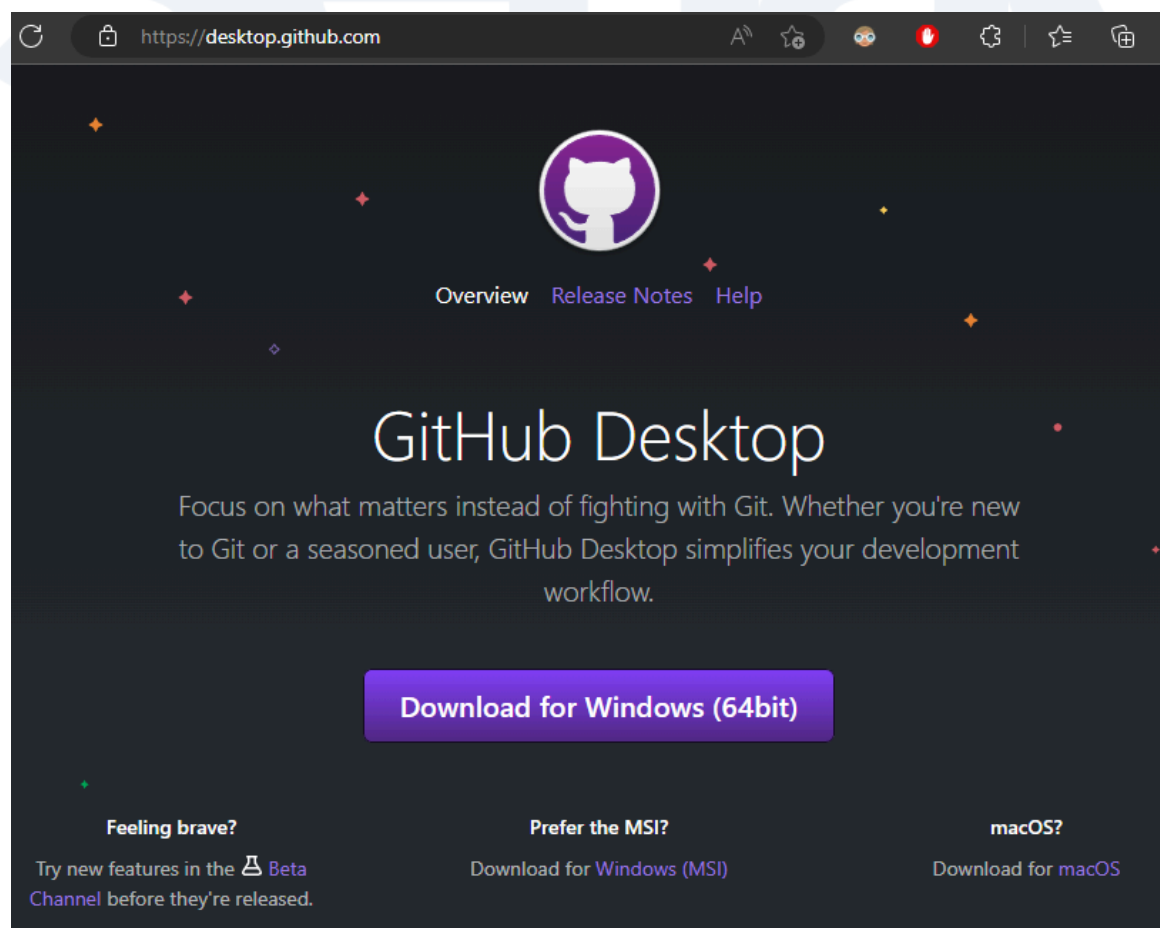 https://desktop.github.com
Overview Release Notes Help
GitHub Desktop
Focus on what matters instead of fighting with Git. Whether you're new
to Git or a seasoned user, GitHub Desktop simplifies your development
workflow.
Download for Windows (64bit)
Feeling brave?
Try new features in the Beta
Channel before they're released.
Prefer the MSI?
Download for Windows (MSI)
macOS?
Download for macOS